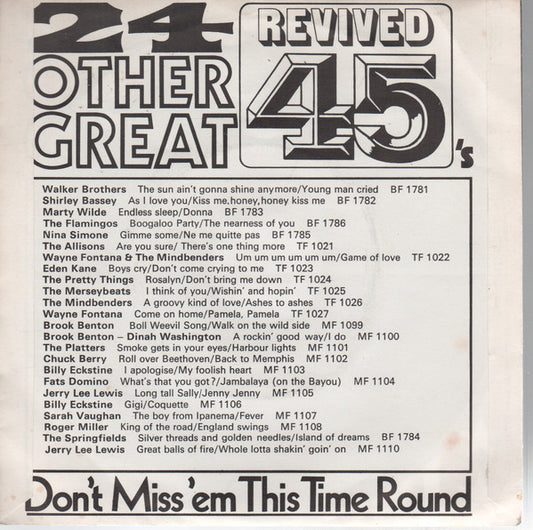 24
OTHER
GREAT
REVIVED
45's
Walker Brothers The sun ain't gonna shine anymore/Young man cried BF 1781
Shirley Bassey As I love you/Kiss me,honey,honey kiss me BF 1782
Marty Wilde Endless sleep/Donna BF 1783
The Flamingos Boogaloo Party/The nearness of you BF 1786
Nina Simone Gimme some/Ne me quitte pas BF 1785
The Allisons Are you sure/ There's one thing more TF 1021
Wayne Fontana & The Mindbenders Um um um um um um/Game of love TF 1022
Eden Kane Boys cry/Don't come crying to me TF 1023
The Pretty Things Rosalyn/Don't bring me down TF 1024
The Merseybeats I think of you/Wishin' and hopin' TF 1025
The Mindbenders A groovy kind of love/Ashes to ashes TF 1026
Wayne Fontana Come on home/Pamela, Pamela TF 1027
Brook Benton Boll Weevil Song/Walk on the wild side MF 1099
Brook Benton – Dinah Washington A rockin' good way/I do MF 1100
The Platters Smoke gets in your eyes/Harbour lights MF 1101
Chuck Berry Roll over Beethoven/Back to Memphis MF 1102
Billy Eckstine I apologise/My foolish heart MF 1103
Fats Domino What's that you got?/Jambalaya (on the Bayou) MF 1104
Jerry Lee Lewis Long tall Sally/Jenny Jenny MF 1105
Billy Eckstine Gigi/Coquette MF 1106
Sarah Vaughan The boy from Ipanema/Fever MF 1107
Roger Miller King of the road/England swings MF 1108
The Springfields Silver threads and golden needles/Island of dreams BF 1784
Jerry Lee Lewis Great balls of fire/Whole lotta shakin' goin' on MF 1110
Don't Miss 'em This Time Round